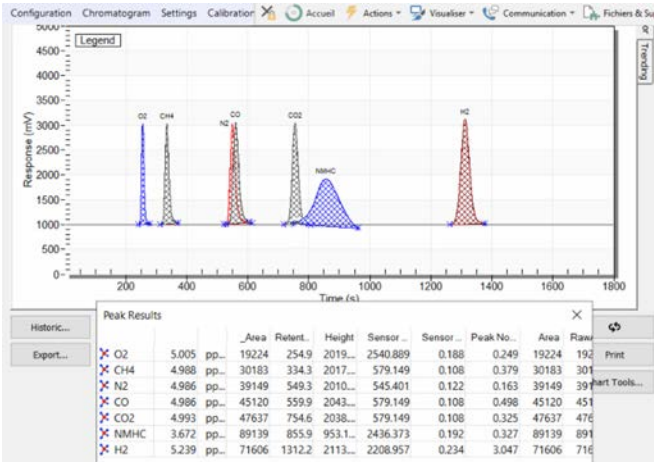 Configuration Chromatogram Settings Calibration Accueil Actions Visualiser Communication Fichiers & Su
Legend
Trending
Response (mV)
5000
4500
4000
3500
3000
2500
2000
1500
1000
500
0
O2 CH4 N2 CO CO2 NMHC H2
200 400 600 800 1000 1200 1400 1600 1800
Time (s)
Historic...
Export...
Print
hart Tools...
Peak Results
_Area Retent... Height Sensor ... Sensor ... Peak No... Area Raw
O2 5.005 pp... 19224 254.9 2019.... 2540.889 0.188 0.249 19224 192
CH4 4.988 pp... 30183 334.3 2017.... 579.149 0.108 0.379 30183 301
N2 4.986 pp... 39149 549.3 2010.... 545.401 0.122 0.163 39149 391
CO 4.986 pp... 45120 559.9 2043.... 579.149 0.108 0.498 45120 451
CO2 4.993 pp... 47637 754.6 2038.... 579.149 0.108 0.325 47637 476
NMHC 3.672 pp... 89139 855.9 953.1... 2436.373 0.192 0.327 89139 891
H2 5.239 pp... 71606 1312.2 2113.... 2208.957 0.234 3.047 71606 716